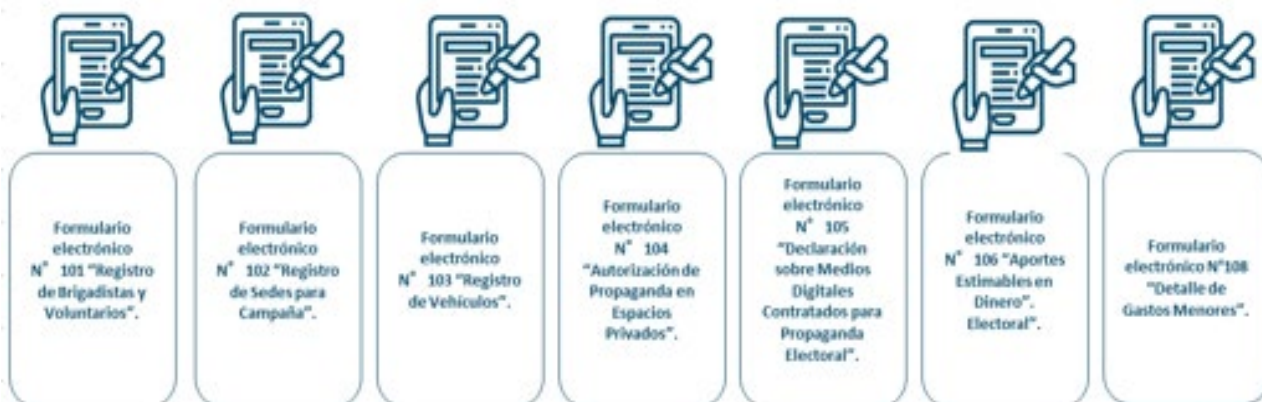 Formulario
electrónico
N° 101 "Registro
de Brigadistas y
Voluntarios".
Formulario
electrónico
N° 102 "Registro
de Sedes para
Campaña".
Formulario
electrónico
N° 103 "Registro
de Vehículos".
Formulario
electrónico
N° 104
"Autorización de
Propaganda en
Espacios
Privados".
Formulario
electrónico
N° 105
"Declaración
sobre Medios
Digitales
Contratados para
Propaganda
Electoral".
Formulario
electrónico
N° 106 "Aportes
Estimables en
Dinero".
Electoral".
Formulario
electrónico N°108
"Detalle de
Gastos Menores".